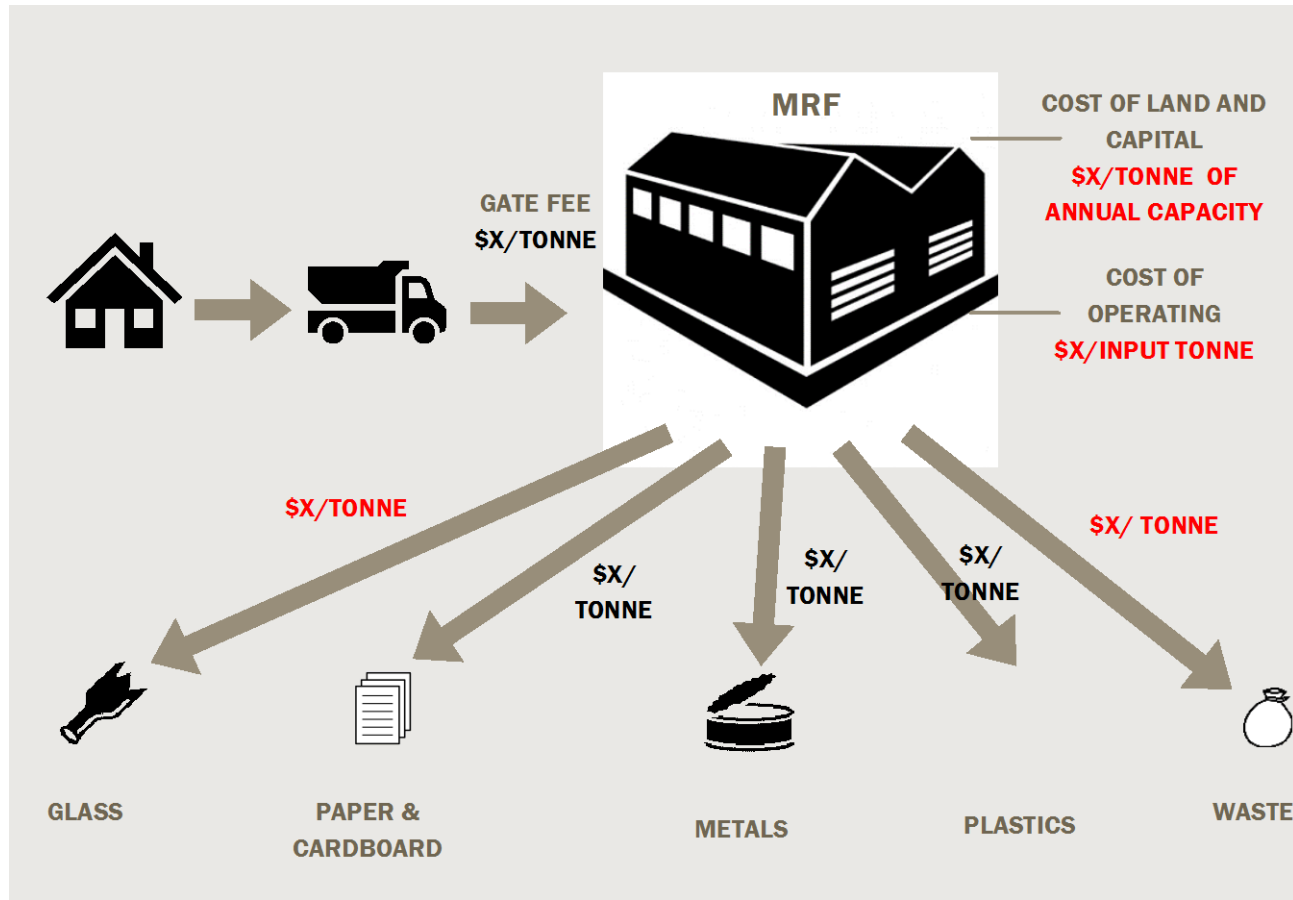 MRF
COST OF LAND AND
CAPITAL
$X/TONNE OF
ANNUAL CAPACITY
GATE FEE
$X/TONNE
COST OF
OPERATING
$X/INPUT TONNE
$X/TONNE
$X/
TONNE
$X/
TONNE
$X/
TONNE
$X/ TONNE
GLASS
PAPER &
CARDBOARD
METALS
PLASTICS
WASTE